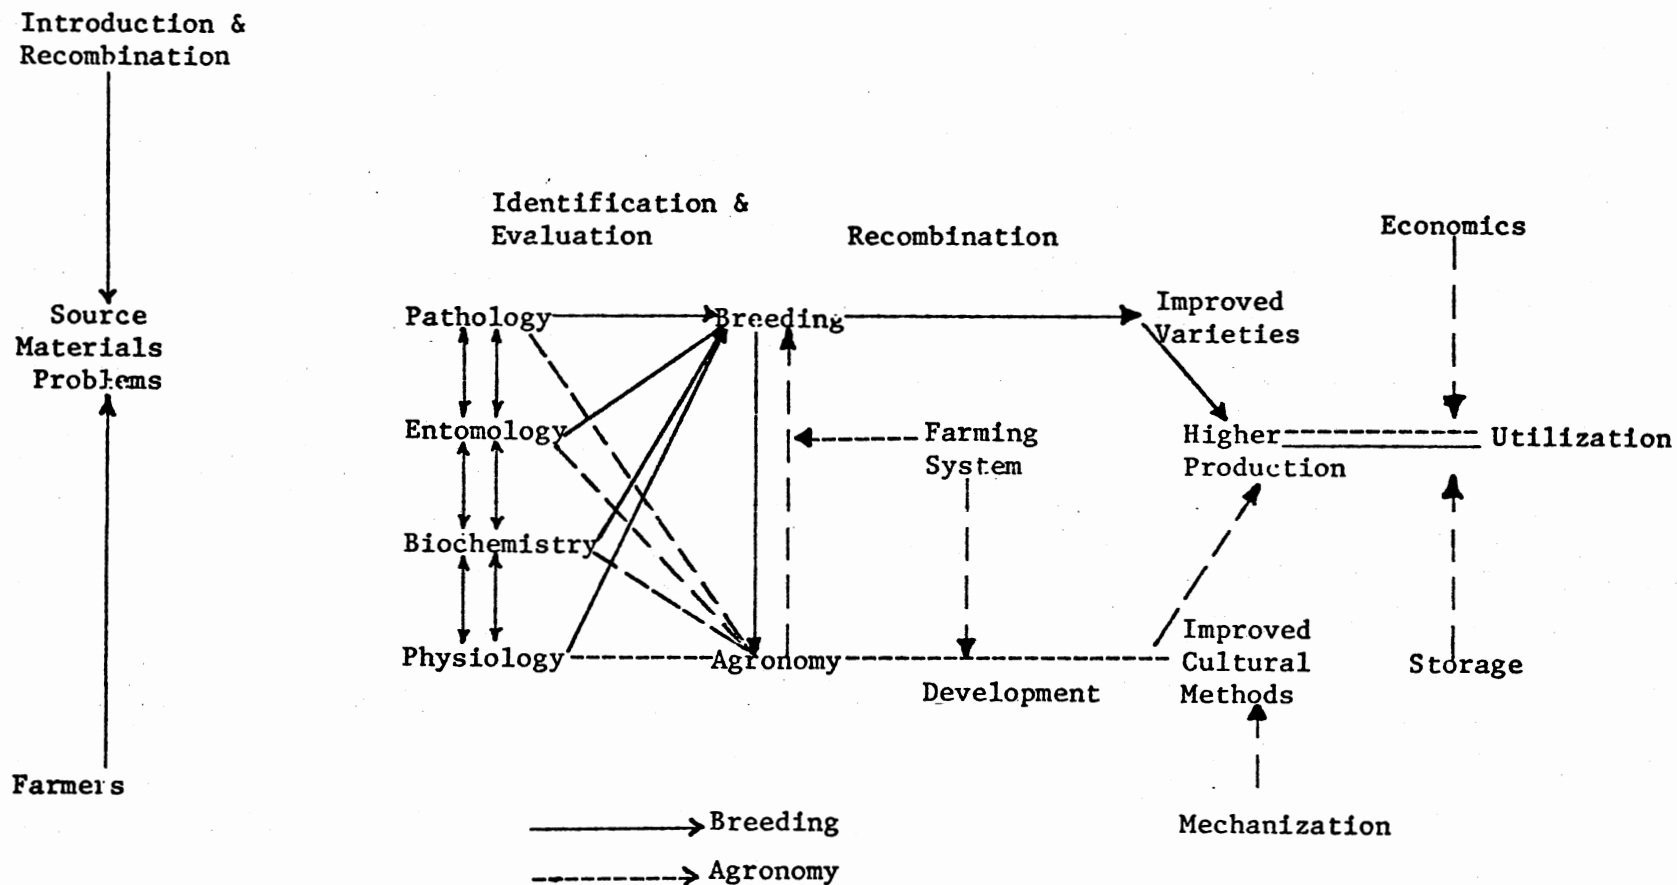 Introduction &
Recombination
Identification &
Evaluation
Recombination
Economics
Source
Materials
Problems
Pathology
Breeding
Improved
Varieties
Entomology
Farming
System
Higher
Production
Utilization
Biochemistry
Physiology
Agronomy
Development
Improved
Cultural
Methods
Storage
Farmers
Mechanization
Breeding
Agronomy